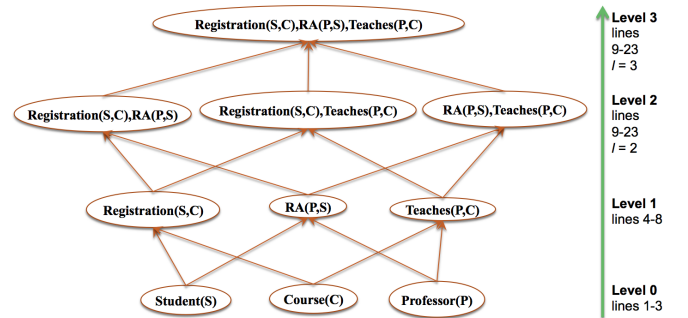 Registration(S,C),RA(P,S),Teaches(P,C)
Level 3
lines
9-23
l = 3
Registration(S,C),RA(P,S)
Registration(S,C),Teaches(P,C)
RA(P,S),Teaches(P,C)
Level 2
lines
9-23
l = 2
Registration(S,C)
RA(P,S)
Teaches(P,C)
Level 1
lines 4-8
Student(S)
Course(C)
Professor(P)
Level 0
lines 1-3